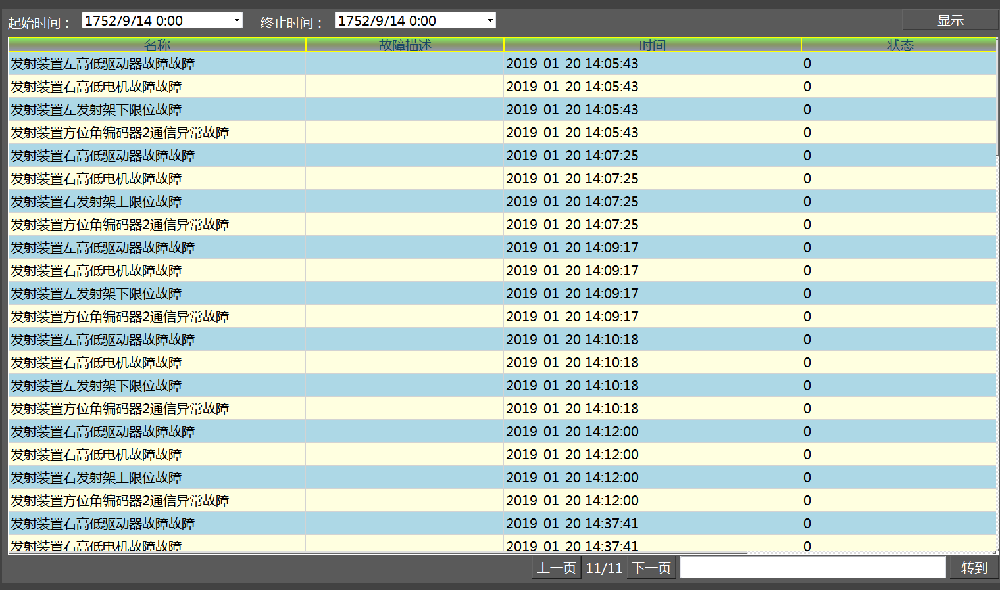 起始时间： 1752/9/14 0:00 终止时间： 1752/9/14 0:00 显示
名称 故障描述 时间 状态
发射装置左高低驱动器故障故障 2019-01-20 14:05:43 0
发射装置右高低电机故障故障 2019-01-20 14:05:43 0
发射装置左发射架下限位故障 2019-01-20 14:05:43 0
发射装置方位角编码器2通信异常故障 2019-01-20 14:05:43 0
发射装置右高低驱动器故障故障 2019-01-20 14:07:25 0
发射装置右高低电机故障故障 2019-01-20 14:07:25 0
发射装置右发射架上限位故障 2019-01-20 14:07:25 0
发射装置方位角编码器2通信异常故障 2019-01-20 14:07:25 0
发射装置左高低驱动器故障故障 2019-01-20 14:09:17 0
发射装置右高低电机故障故障 2019-01-20 14:09:17 0
发射装置左发射架下限位故障 2019-01-20 14:09:17 0
发射装置方位角编码器2通信异常故障 2019-01-20 14:09:17 0
发射装置左高低驱动器故障故障 2019-01-20 14:10:18 0
发射装置右高低电机故障故障 2019-01-20 14:10:18 0
发射装置左发射架下限位故障 2019-01-20 14:10:18 0
发射装置方位角编码器2通信异常故障 2019-01-20 14:10:18 0
发射装置右高低驱动器故障故障 2019-01-20 14:12:00 0
发射装置右高低电机故障故障 2019-01-20 14:12:00 0
发射装置右发射架上限位故障 2019-01-20 14:12:00 0
发射装置方位角编码器2通信异常故障 2019-01-20 14:12:00 0
发射装置右高低驱动器故障故障 2019-01-20 14:37:41 0
发射装置右高低电机故障故障 2019-01-20 14:37:41 0
上一页 11/11 下一页 转到